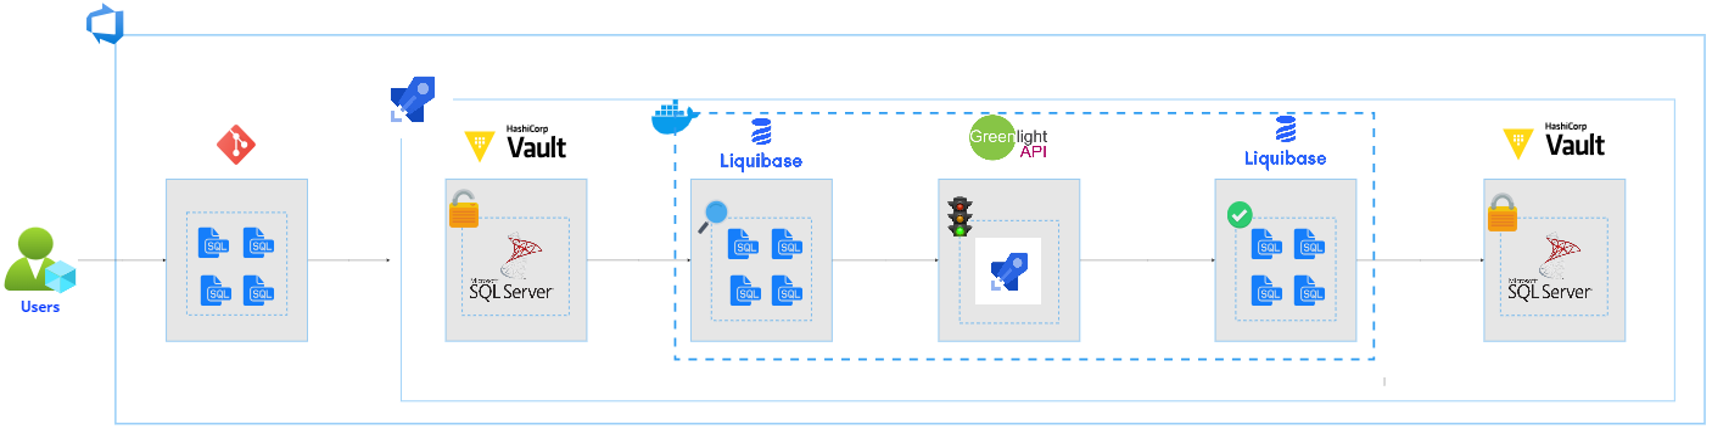 HashiCorp
Vault
Liquibase
Greenlight
API
Liquibase
HashiCorp
Vault
Users
SQL
SQL
SQL
SQL
Microsoft
SQL Server
SQL
SQL
SQL
SQL
SQL
SQL
SQL
SQL
Microsoft
SQL Server